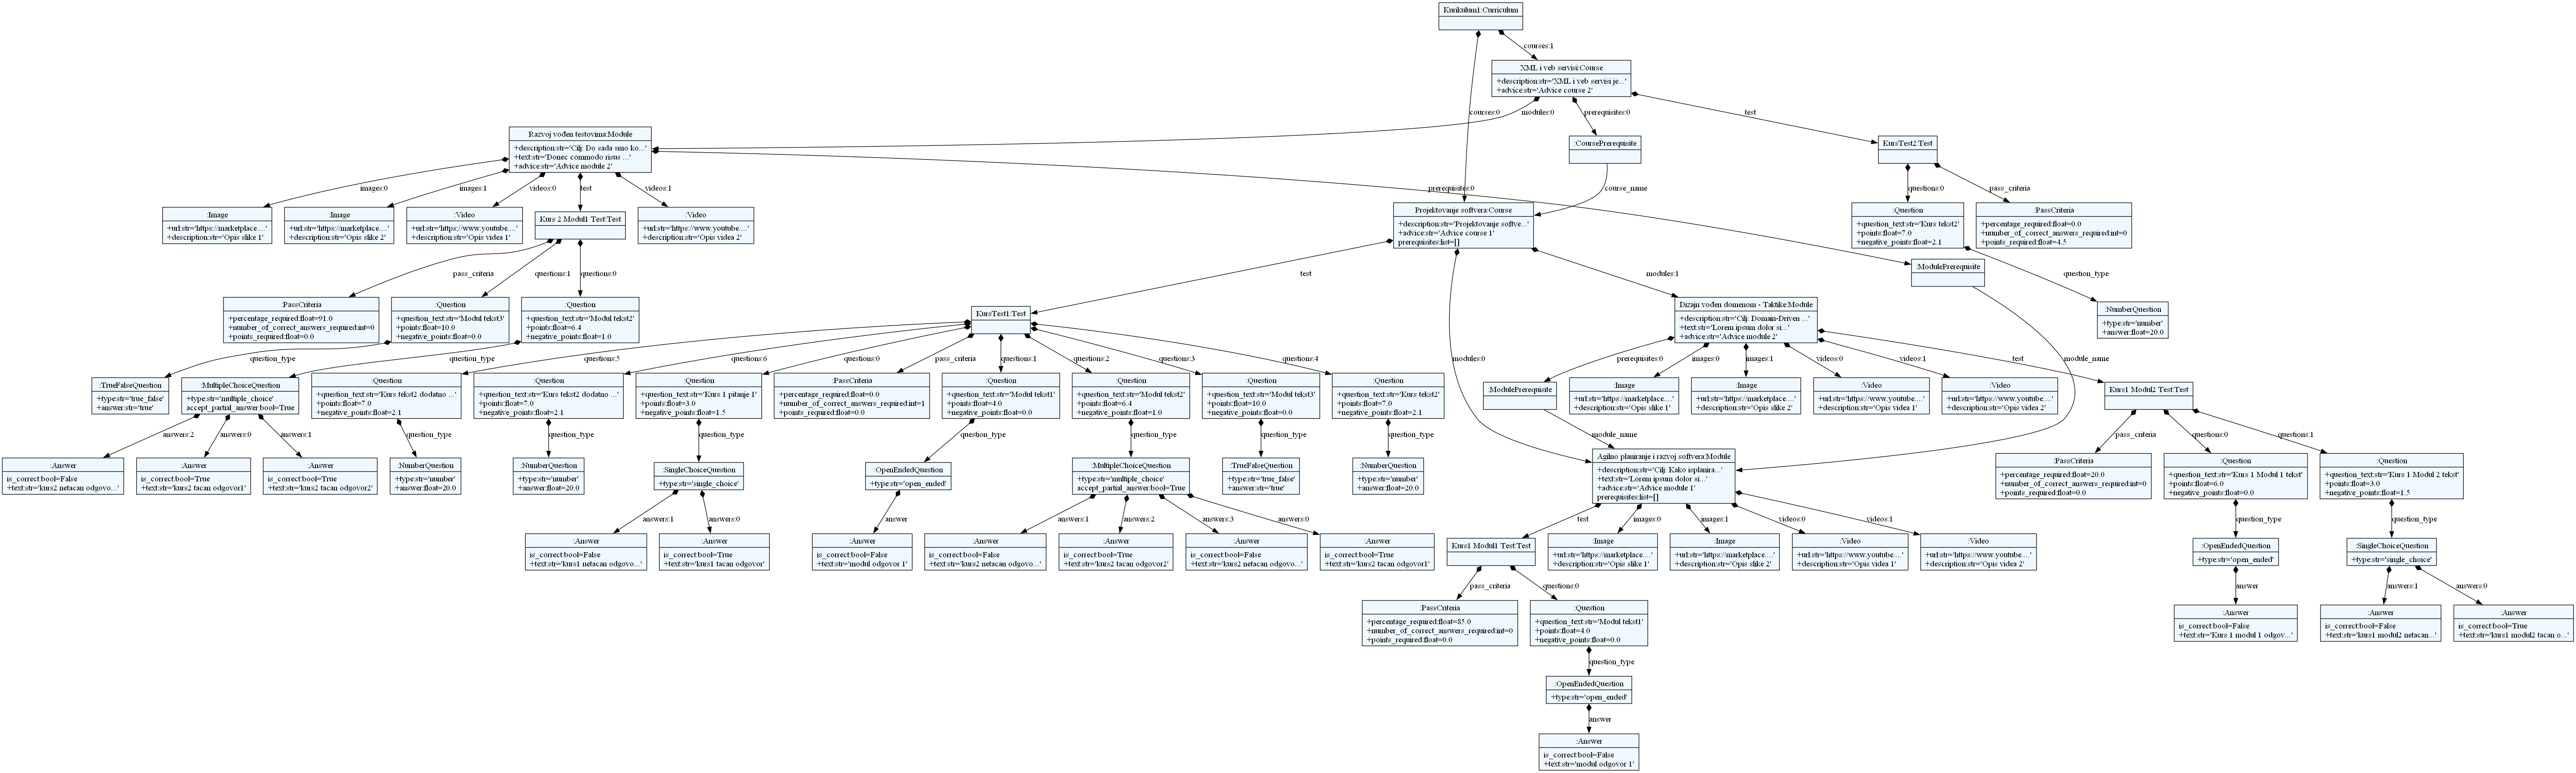 Kurikulum1:Curriculum
courses:1
XML i veb servisi:Course
+description:str='XML i veb servisi je...'
+advice:str='Advice course 2'
courses:0
modules:0
prerequisites:0
test
Razvoj vođen testovima:Module
+description:str='Cilj: Do sada smo ko...'
+text:str='Donec commodo risus ...'
+advice:str='Advice module 2'
:CoursePrerequisite
KursTest2:Test
images:0
images:1
videos:0
test
videos:1
prerequisites:0
course_name
questions:0
pass_criteria
:Image
+url:str='https://marketplace....'
+description:str='Opis slike 1'
:Image
+url:str='https://marketplace....'
+description:str='Opis slike 2'
:Video
+url:str='https://www.youtube....'
+description:str='Opis videa 1'
Kurs 2 Modul1 Test:Test
:Video
+url:str='https://www.youtube....'
+description:str='Opis videa 2'
Projektovanje softvera:Course
+description:str='Projektovanje softve...'
+advice:str='Advice course 1'
prerequisites:list=[]
:Question
+question_text:str='Kurs tekst2'
+points:float=7.0
+negative_points:float=2.1
:PassCriteria
+percentage_required:float=0.0
+number_of_correct_answers_required:int=0
+points_required:float=4.5
pass_criteria
questions:1
questions:0
test
modules:1
:ModulePrerequisite
question_type
:PassCriteria
+percentage_required:float=91.0
+number_of_correct_answers_required:int=0
+points_required:float=0.0
:Question
+question_text:str='Modul tekst3'
+points:float=10.0
+negative_points:float=0.0
:Question
+question_text:str='Modul tekst2'
+points:float=6.4
+negative_points:float=1.0
KursTest1:Test
Dizajn vođen domenom - Taktike:Module
+description:str='Cilj: Domain-Driven ...'
+text:str='Lorem ipsum dolor si...'
+advice:str='Advice module 2'
:NumberQuestion
+type:str='number'
+answer:float=20.0
question_type
question_type
questions:5
questions:6
questions:0
pass_criteria
questions:1
questions:2
questions:3
questions:4
modules:0
prerequisites:0
images:0
images:1
videos:0
videos:1
test
module_name
:TrueFalseQuestion
+type:str='true_false'
+answer:str='true'
:MultipleChoiceQuestion
+type:str='multiple_choice'
accept_partial_answer:bool=True
:Question
+question_text:str='Kurs tekst2 dodatno ...'
+points:float=7.0
+negative_points:float=2.1
:Question
+question_text:str='Kurs tekst2 dodatno ...'
+points:float=7.0
+negative_points:float=2.1
:Question
+question_text:str='Kurs 1 pitanje 1'
+points:float=3.0
+negative_points:float=1.5
:PassCriteria
+percentage_required:float=0.0
+number_of_correct_answers_required:int=1
+points_required:float=0.0
:Question
+question_text:str='Modul tekst1'
+points:float=4.0
+negative_points:float=0.0
:Question
+question_text:str='Modul tekst2'
+points:float=6.4
+negative_points:float=1.0
:Question
+question_text:str='Modul tekst3'
+points:float=10.0
+negative_points:float=0.0
:Question
+question_text:str='Kurs tekst2'
+points:float=7.0
+negative_points:float=2.1
:ModulePrerequisite
:Image
+url:str='https://marketplace....'
+description:str='Opis slike 1'
:Image
+url:str='https://marketplace....'
+description:str='Opis slike 2'
:Video
+url:str='https://www.youtube....'
+description:str='Opis videa 1'
:Video
+url:str='https://www.youtube....'
+description:str='Opis videa 2'
Kurs1 Modul2 Test:Test
answers:2
answers:0
answers:1
question_type
question_type
question_type
question_type
question_type
question_type
question_type
module_name
pass_criteria
questions:0
questions:1
:Answer
is_correct:bool=False
+text:str='kurs2 netacan odgovo...'
:Answer
is_correct:bool=True
+text:str='kurs2 tacan odgovor1'
:Answer
is_correct:bool=True
+text:str='kurs2 tacan odgovor2'
:NumberQuestion
+type:str='number'
+answer:float=20.0
:NumberQuestion
+type:str='number'
+answer:float=20.0
:SingleChoiceQuestion
+type:str='single_choice'
:OpenEndedQuestion
+type:str='open_ended'
:MultipleChoiceQuestion
+type:str='multiple_choice'
accept_partial_answer:bool=True
:TrueFalseQuestion
+type:str='true_false'
+answer:str='true'
:NumberQuestion
+type:str='number'
+answer:float=20.0
Agilno planiranje i razvoj softvera:Module
+description:str='Cilj: Kako isplanira...'
+text:str='Lorem ipsum dolor si...'
+advice:str='Advice module 1'
prerequisites:list=[]
:PassCriteria
+percentage_required:float=20.0
+number_of_correct_answers_required:int=0
+points_required:float=0.0
:Question
+question_text:str='Kurs 1 Modul 1 tekst'
+points:float=6.0
+negative_points:float=0.0
:Question
+question_text:str='Kurs 1 Modul 2 tekst'
+points:float=3.0
+negative_points:float=1.5
answers:1
answers:0
answer
answers:1
answers:2
answers:3
answers:0
test
images:0
images:1
videos:0
videos:1
question_type
question_type
:Answer
is_correct:bool=False
+text:str='kurs1 netacan odgovo...'
:Answer
is_correct:bool=True
+text:str='kurs1 tacan odgovor'
:Answer
is_correct:bool=False
+text:str='modul odgovor 1'
:Answer
is_correct:bool=False
+text:str='kurs2 netacan odgovo...'
:Answer
is_correct:bool=True
+text:str='kurs2 tacan odgovor2'
:Answer
is_correct:bool=False
+text:str='kurs2 netacan odgovo...'
:Answer
is_correct:bool=True
+text:str='kurs2 tacan odgovor1'
Kurs1 Modul1 Test:Test
:Image
+url:str='https://marketplace....'
+description:str='Opis slike 1'
:Image
+url:str='https://marketplace....'
+description:str='Opis slike 2'
:Video
+url:str='https://www.youtube....'
+description:str='Opis videa 1'
:Video
+url:str='https://www.youtube....'
+description:str='Opis videa 2'
:OpenEndedQuestion
+type:str='open_ended'
:SingleChoiceQuestion
+type:str='single_choice'
pass_criteria
questions:0
answer
answers:1
answers:0
:PassCriteria
+percentage_required:float=85.0
+number_of_correct_answers_required:int=0
+points_required:float=0.0
:Question
+question_text:str='Modul tekst1'
+points:float=4.0
+negative_points:float=0.0
:Answer
is_correct:bool=False
+text:str='Kurs 1 modul 1 odgov...'
:Answer
is_correct:bool=False
+text:str='kurs1 modul2 netacan...'
:Answer
is_correct:bool=True
+text:str='kurs1 modul2 tacan o...'
question_type
:OpenEndedQuestion
+type:str='open_ended'
answer
:Answer
is_correct:bool=False
+text:str='modul odgovor 1'